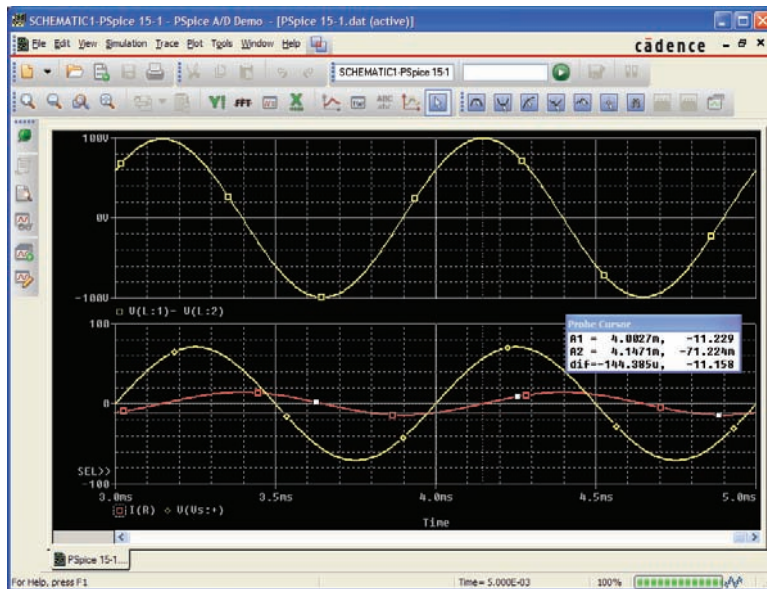 SCHEMATIC1-PSpice 15-1 - PSpice A/D Demo - [PSpice 15-1.dat (active)]
File Edit View Simulation Trace Plot Tools Window Help
cādence
SCHEMATIC1-PSpice 15-1
FFT
ABC
abc
100V
0V
-100V
V(L:1)- V(L:2)
100
0
SEL>>
-100
3.0ms 3.5ms 4.0ms 4.5ms 5.0ms
I(R) V(Vs:+)
Time
Probe Cursor
A1 = 4.0027m, -11.229
A2 = 4.1471m, -71.224m
dif=-144.385u, -11.158
PSpice 15-1...
For Help, press F1
Time= 5.000E-03
100%